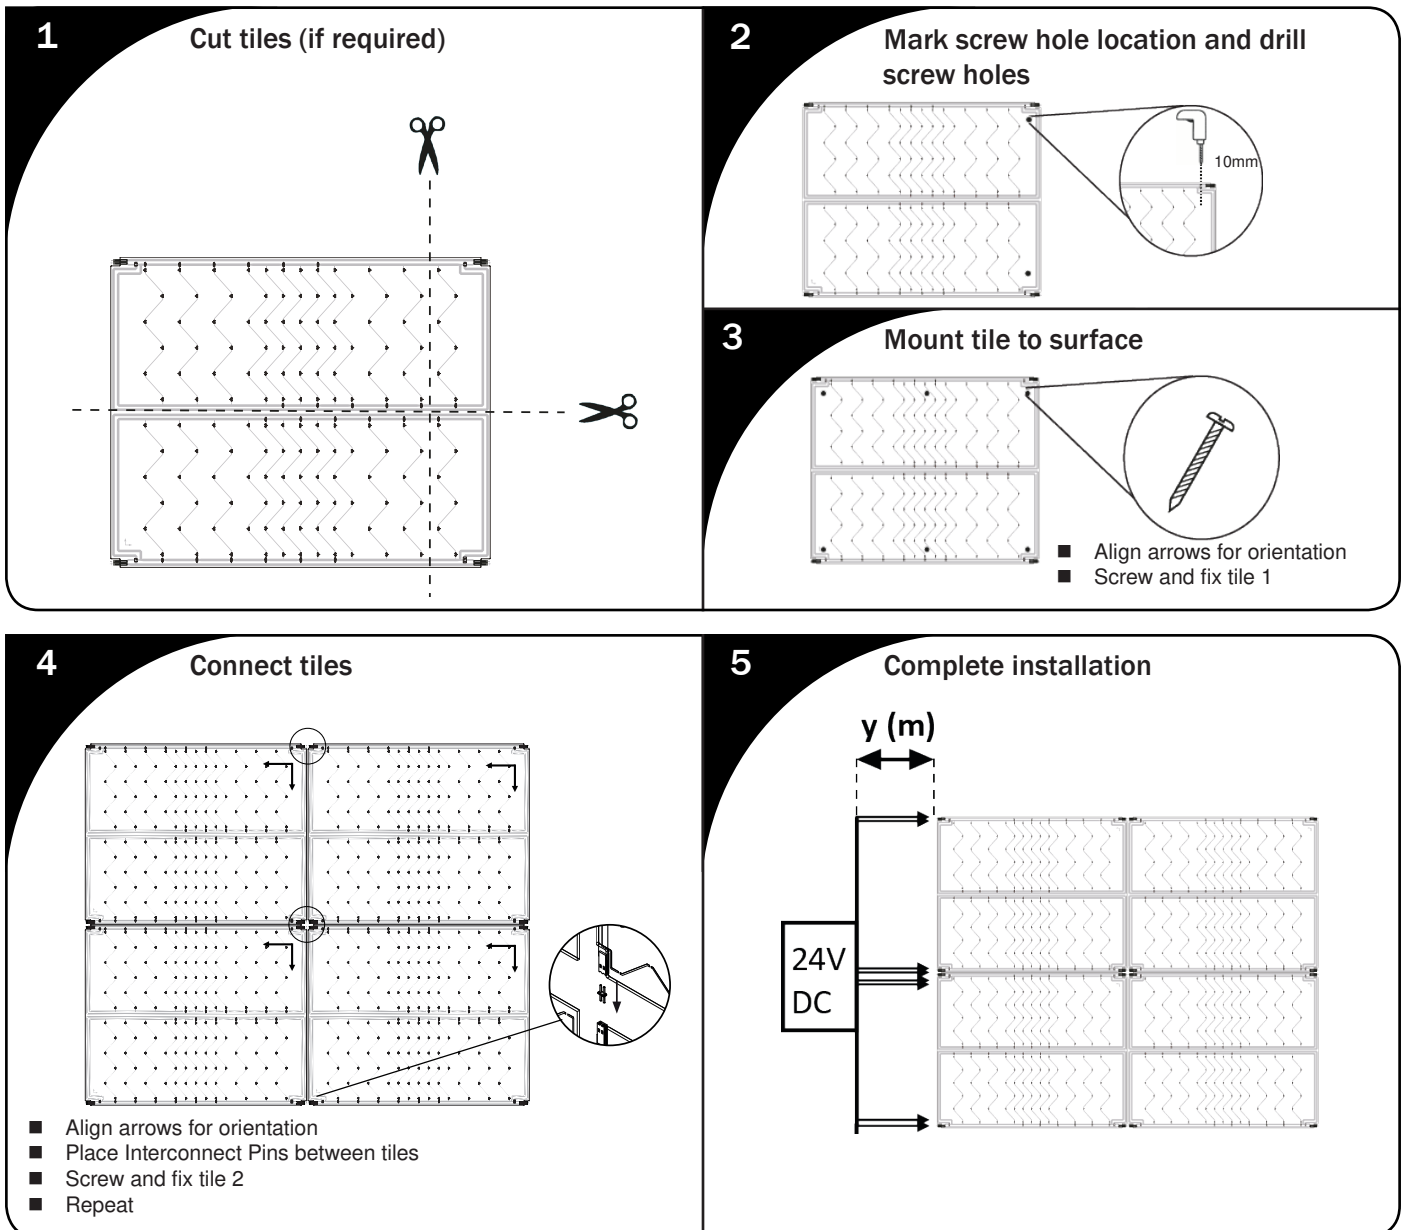 1
Cut tiles (if required)
2
Mark screw hole location and drill
screw holes
10mm
3
Mount tile to surface
■ Align arrows for orientation
■ Screw and fix tile 1
4
Connect tiles
■ Align arrows for orientation
■ Place Interconnect Pins between tiles
■ Screw and fix tile 2
■ Repeat
5
Complete installation
y (m)
24V
DC